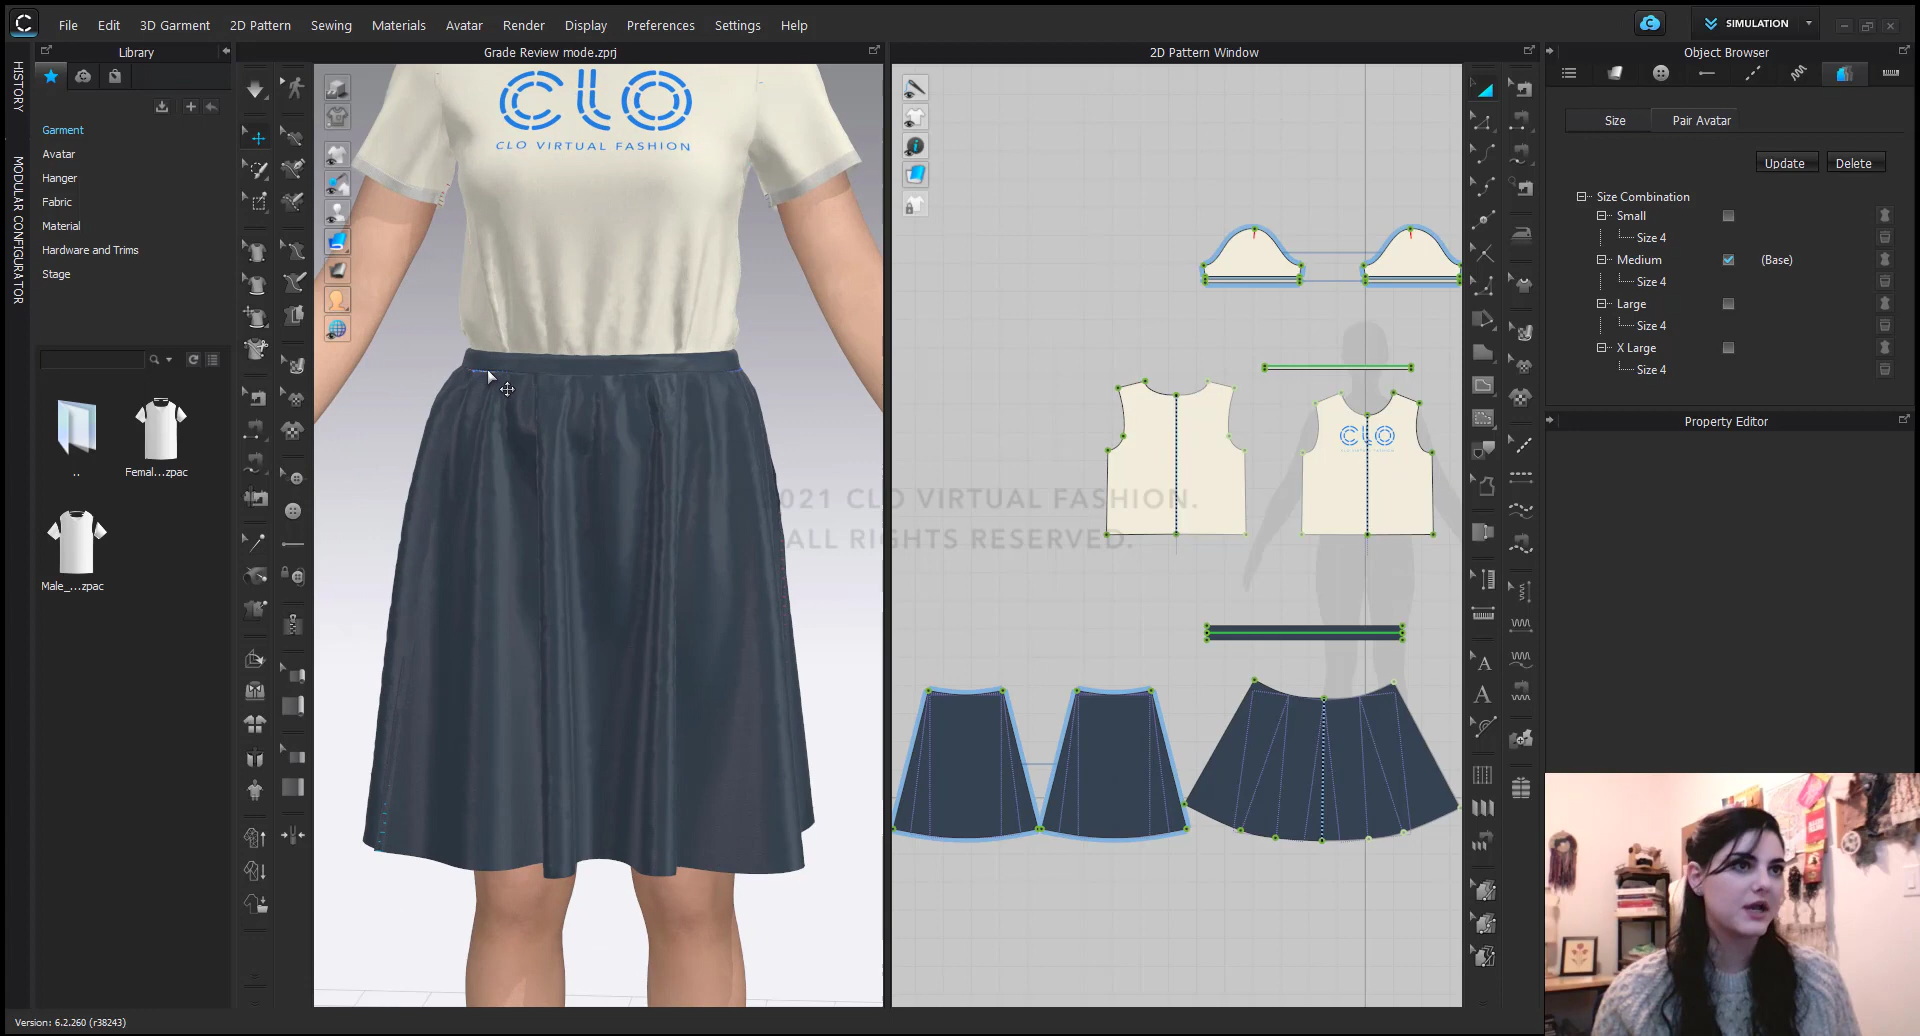 File Edit 3D Garment 2D Pattern Sewing Materials Avatar Render Display Preferences Settings Help
SIMULATION
Library
Grade Review mode.zprj
2D Pattern Window
Object Browser
HISTORY
MODULAR CONFIGURATOR
Garment
Avatar
Hanger
Fabric
Material
Hardware and Trims
Stage
..
Femal...zpac
Male_...zpac
CLO
CLO VIRTUAL FASHION
CLO
Size
Pair Avatar
Update
Delete
Size Combination
Small
Size 4
Medium
(Base)
Size 4
Large
Size 4
X Large
Size 4
Property Editor
021 CLO VIRTUAL FASHION.
ALL RIGHTS RESERVED.
A
A
Version: 6.2.260 (r38243)